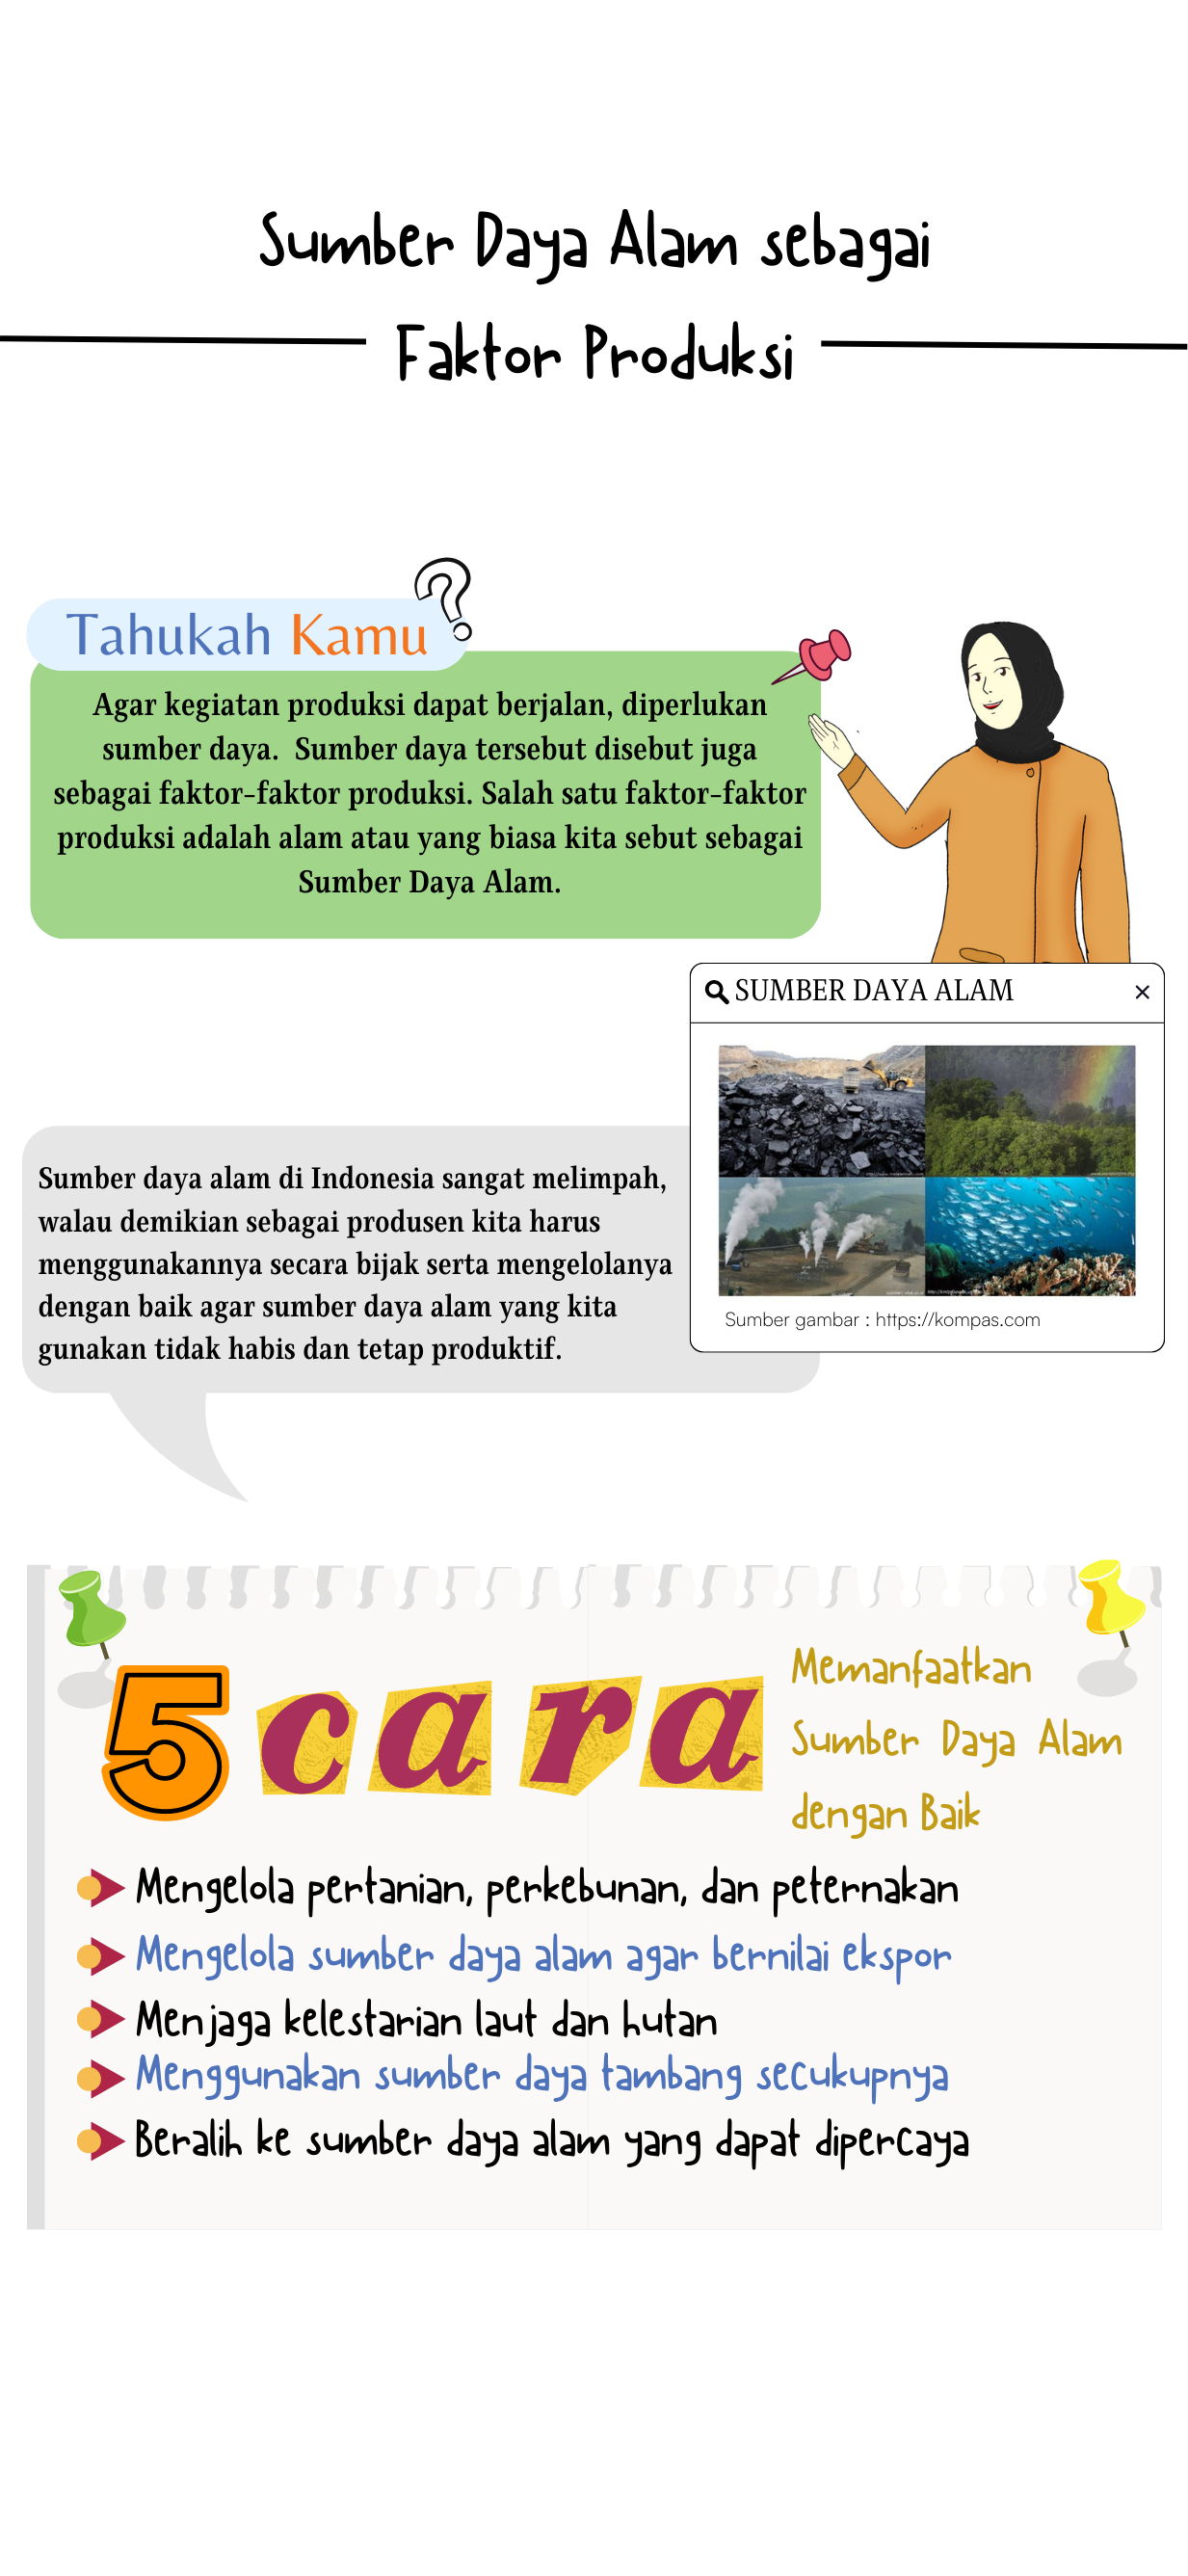 Sumber Daya Alam sebagai
Faktor Produksi
Tahukah Kamu ?
Agar kegiatan produksi dapat berjalan, diperlukan
sumber daya. Sumber daya tersebut disebut juga
sebagai faktor-faktor produksi. Salah satu faktor-faktor
produksi adalah alam atau yang biasa kita sebut sebagai
Sumber Daya Alam.
SUMBER DAYA ALAM
Sumber gambar : https://kompas.com
Sumber daya alam di Indonesia sangat melimpah,
walau demikian sebagai produsen kita harus
menggunakannya secara bijak serta mengelolanya
dengan baik agar sumber daya alam yang kita
gunakan tidak habis dan tetap produktif.
5 cara
Memanfaatkan
Sumber Daya Alam
dengan Baik
Mengelola pertanian, perkebunan, dan peternakan
Mengelola sumber daya alam agar bernilai ekspor
Menjaga kelestarian laut dan hutan
Menggunakan sumber daya tambang secukupnya
Beralih ke sumber daya alam yang dapat dipercaya